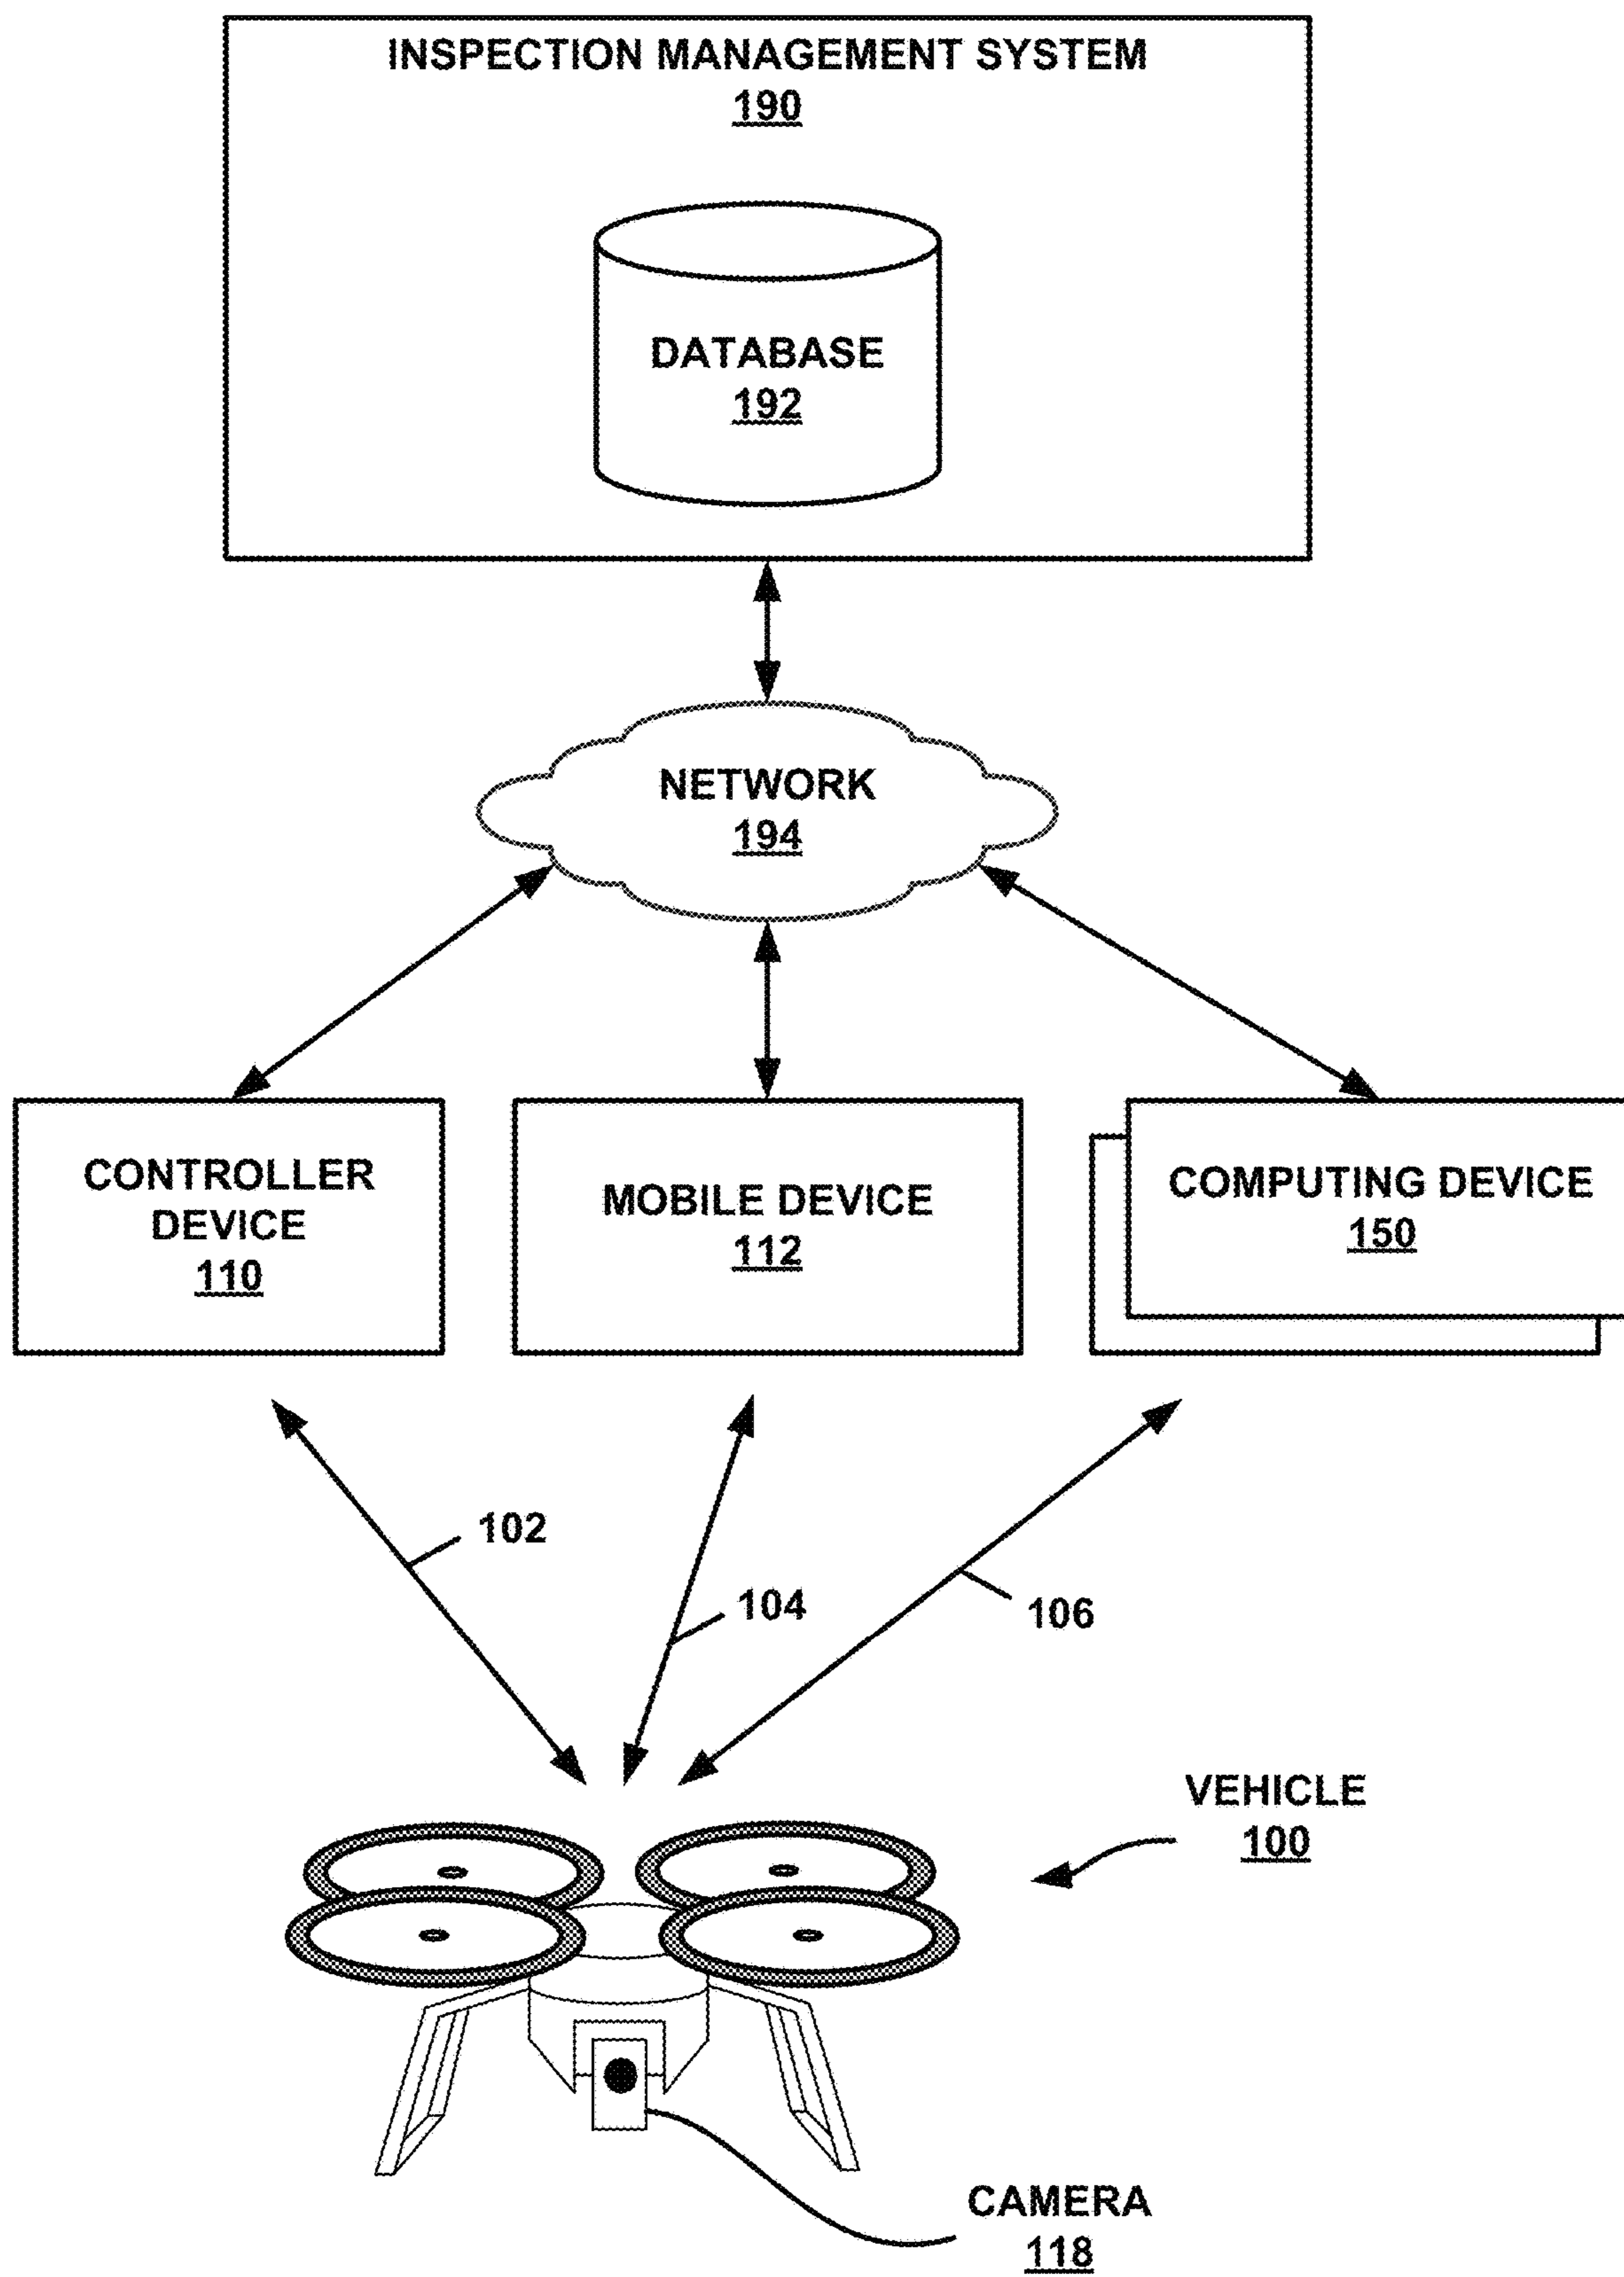 INSPECTION MANAGEMENT SYSTEM
190
DATABASE
192
NETWORK
194
CONTROLLER
DEVICE
110
MOBILE DEVICE
112
COMPUTING DEVICE
150
102
104
106
VEHICLE
100
CAMERA
118